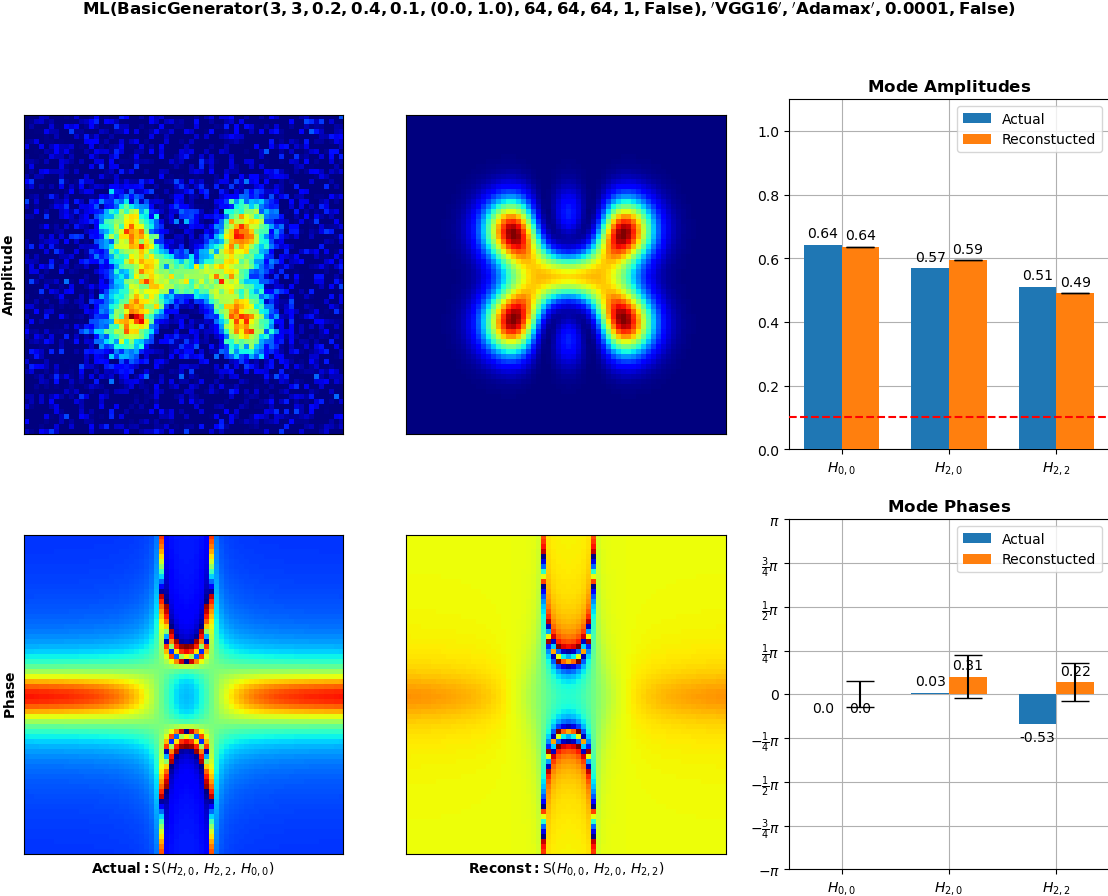 ML(BasicGenerator(3, 3, 0.2, 0.4, 0.1, (0.0, 1.0), 64, 64, 64, 1, False), 'VGG16', 'Adamax', 0.0001, False)
Amplitude
Mode Amplitudes
Actual
Reconstucted
1.0
0.8
0.6
0.4
0.2
0.0
0.64 0.64
0.57 0.59
0.51 0.49
H0,0 H2,0 H2,2
Phase
Actual: S(H2,0, H2,2, H0,0)
Reconst: S(H0,0, H2,0, H2,2)
Mode Phases
Actual
Reconstucted
π
3/4π
1/2π
1/4π
0
−1/4π
−1/2π
−3/4π
−π
0.0 0.0
0.03 0.31
-0.53 0.22
H0,0 H2,0 H2,2